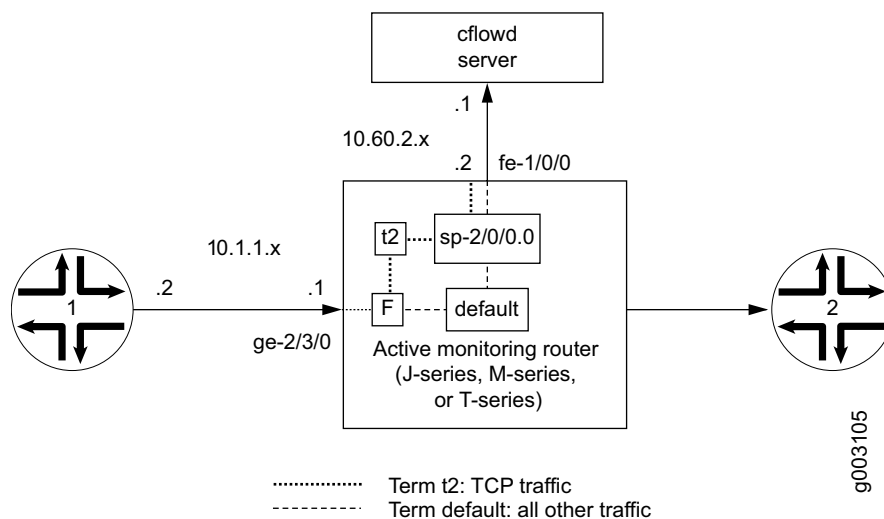 cflowd
server
.1
10.60.2.x
.2
fe-1/0/0
t2
sp-2/0/0.0
10.1.1.x
1
.2
.1
F
default
2
ge-2/3/0
Active monitoring router
(J-series, M-series,
or T-series)
g003105
Term t2: TCP traffic
Term default: all other traffic